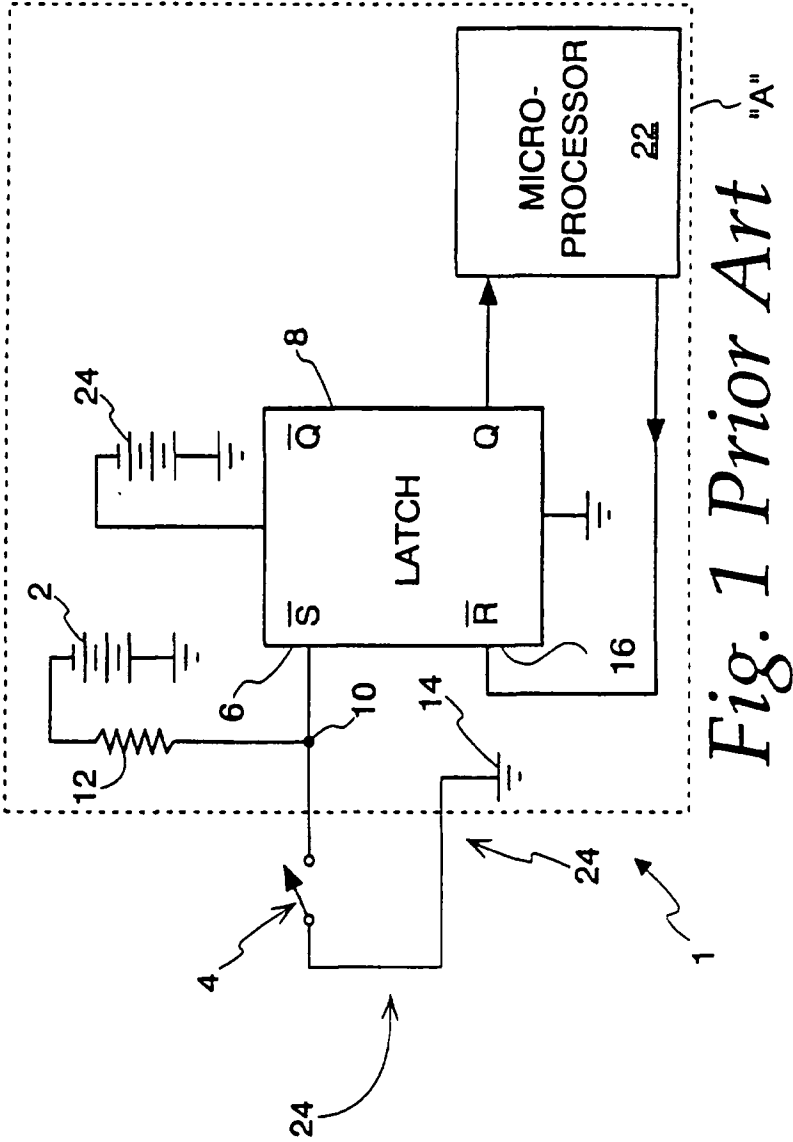 24
2
12
6
S
Q
8
LATCH
R
Q
10
14
16
MICRO-
PROCESSOR
22
"A"
4
24
24
1
Fig. 1 Prior Art